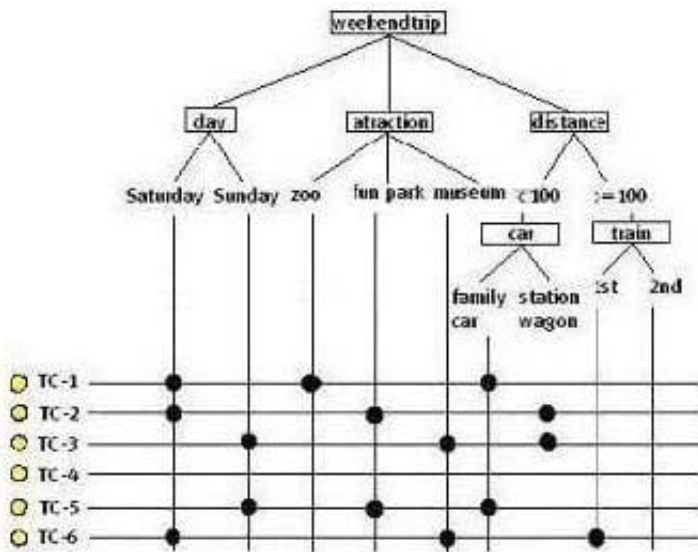 weekendtrip
day atraction distance
Saturday Sunday zoo fun park museum <100 >=100
car train
family car station wagon 1st 2nd
TC-1
TC-2
TC-3
TC-4
TC-5
TC-6